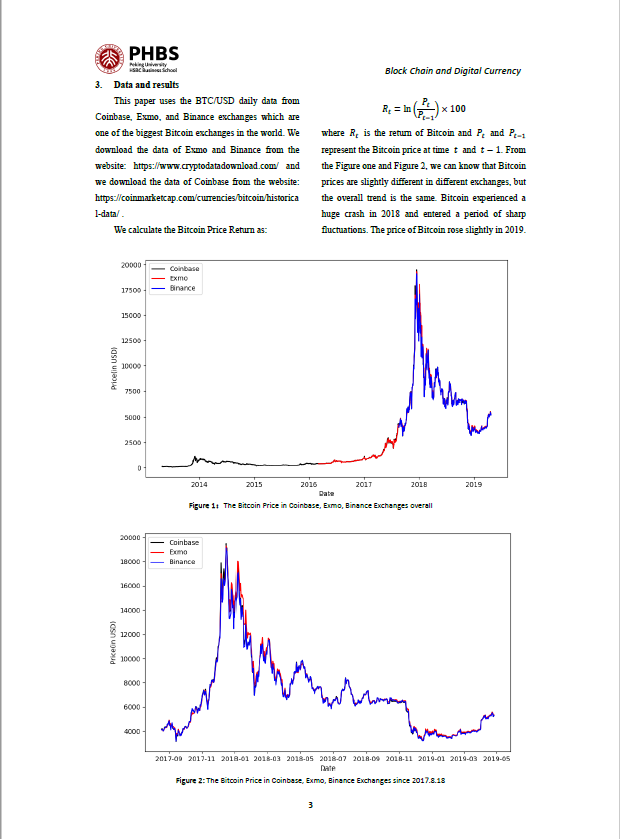 PHBS
Peking University
HSBC Business School
Block Chain and Digital Currency
3. Data and results
This paper uses the BTC/USD daily data from
Coinbase, Exmo, and Binance exchanges which are
one of the biggest Bitcoin exchanges in the world. We
download the data of Exmo and Binance from the
website: https://www.cryptodatadownload.com/ and
we download the data of Coinbase from the website:
https://coinmarketcap.com/currencies/bitcoin/historica
l-data/ .
We calculate the Bitcoin Price Return as:
R_t = ln(P_t / P_{t−1}) × 100
where R_t is the return of Bitcoin and P_t and P_{t−1}
represent the Bitcoin price at time t and t − 1. From
the Figure one and Figure 2, we can know that Bitcoin
prices are slightly different in different exchanges, but
the overall trend is the same. Bitcoin experienced a
huge crash in 2018 and entered a period of sharp
fluctuations. The price of Bitcoin rose slightly in 2019.
Price(in USD)
20000
17500
15000
12500
10000
7500
5000
2500
0
Coinbase
Exmo
Binance
2014 2015 2016 2017 2018 2019
Date
Figure 1: The Bitcoin Price in Coinbase, Exmo, Binance Exchanges overall
Price(in USD)
20000
18000
16000
14000
12000
10000
8000
6000
4000
Coinbase
Exmo
Binance
2017-09 2017-11 2018-01 2018-03 2018-05 2018-07 2018-09 2018-11 2019-01 2019-03 2019-05
Date
Figure 2: The Bitcoin Price in Coinbase, Exmo, Binance Exchanges since 2017.8.18
3